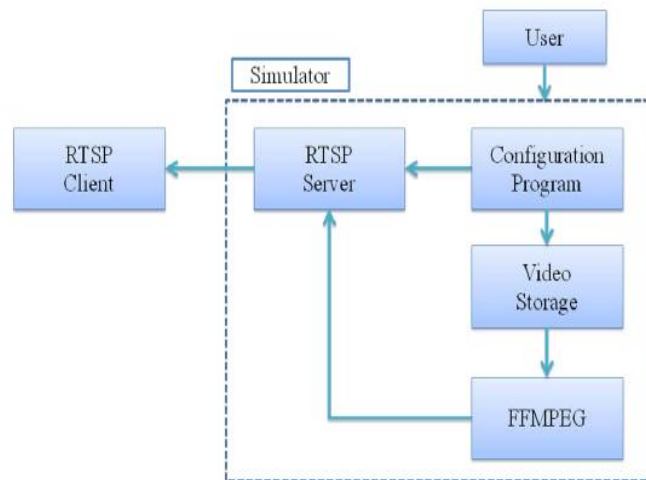 User
Simulator
RTSP
Client
RTSP
Server
Configuration
Program
Video
Storage
FFMPEG